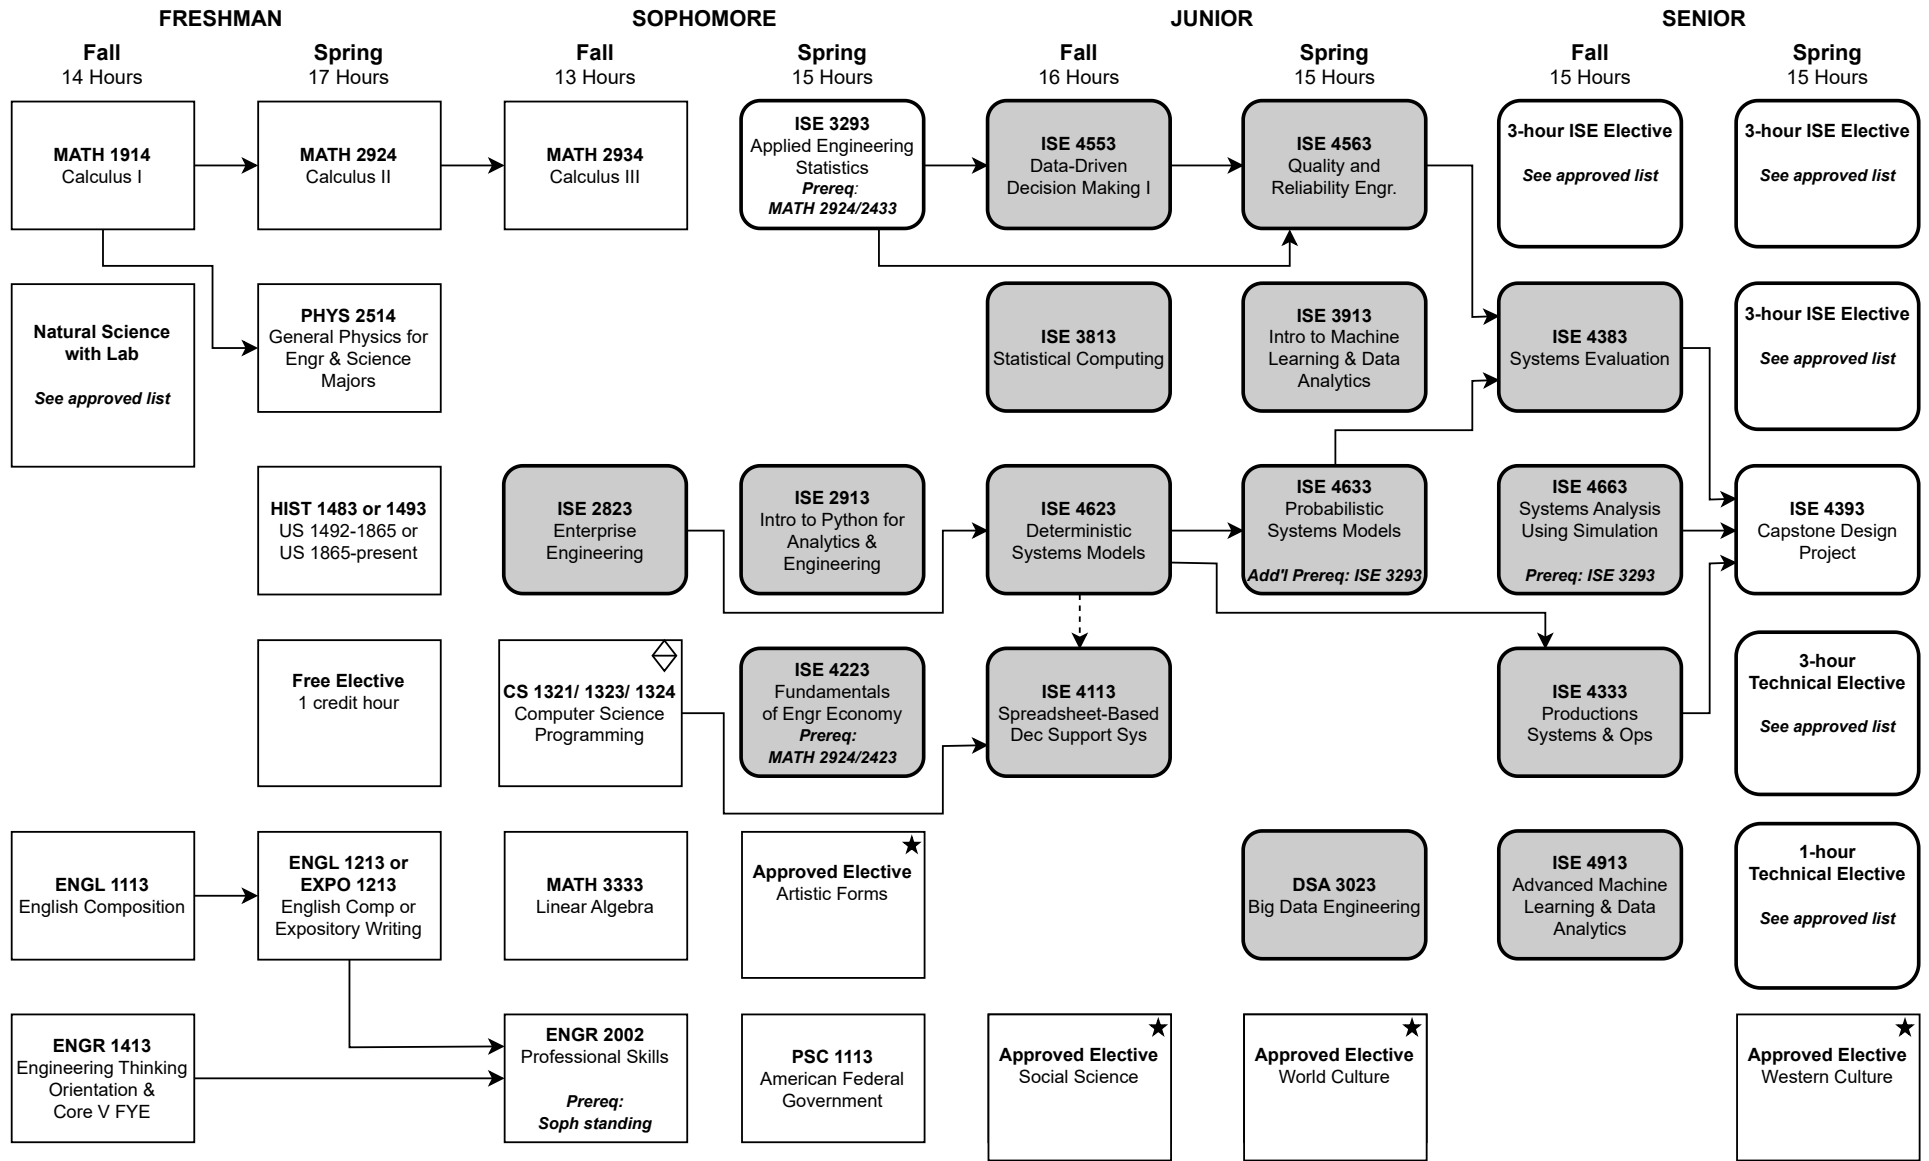 FRESHMAN
SOPHOMORE
JUNIOR
SENIOR
Fall
14 Hours
Spring
17 Hours
Fall
13 Hours
Spring
15 Hours
Fall
16 Hours
Spring
15 Hours
Fall
15 Hours
Spring
15 Hours
MATH 1914
Calculus I
MATH 2924
Calculus II
MATH 2934
Calculus III
ISE 3293
Applied Engineering
Statistics
Prereq:
MATH 2924/2433
ISE 4553
Data-Driven
Decision Making I
ISE 4563
Quality and
Reliability Engr.
3-hour ISE Elective
See approved list
3-hour ISE Elective
See approved list
Natural Science
with Lab
See approved list
PHYS 2514
General Physics for
Engr & Science
Majors
ISE 3813
Statistical Computing
ISE 3913
Intro to Machine
Learning & Data
Analytics
ISE 4383
Systems Evaluation
3-hour ISE Elective
See approved list
HIST 1483 or 1493
US 1492-1865 or
US 1865-present
ISE 2823
Enterprise
Engineering
ISE 2913
Intro to Python for
Analytics &
Engineering
ISE 4623
Deterministic
Systems Models
ISE 4633
Probabilistic
Systems Models
Add'l Prereq: ISE 3293
ISE 4663
Systems Analysis
Using Simulation
Prereq: ISE 3293
ISE 4393
Capstone Design
Project
Free Elective
1 credit hour
CS 1321/ 1323/ 1324
Computer Science
Programming
ISE 4223
Fundamentals
of Engr Economy
Prereq:
MATH 2924/2423
ISE 4113
Spreadsheet-Based
Dec Support Sys
ISE 4333
Productions
Systems & Ops
3-hour
Technical Elective
See approved list
ENGL 1113
English Composition
ENGL 1213 or
EXPO 1213
English Comp or
Expository Writing
MATH 3333
Linear Algebra
Approved Elective
Artistic Forms
DSA 3023
Big Data Engineering
ISE 4913
Advanced Machine
Learning & Data
Analytics
1-hour
Technical Elective
See approved list
ENGR 1413
Engineering Thinking
Orientation &
Core V FYE
ENGR 2002
Professional Skills
Prereq:
Soph standing
PSC 1113
American Federal
Government
Approved Elective
Social Science
Approved Elective
World Culture
Approved Elective
Western Culture